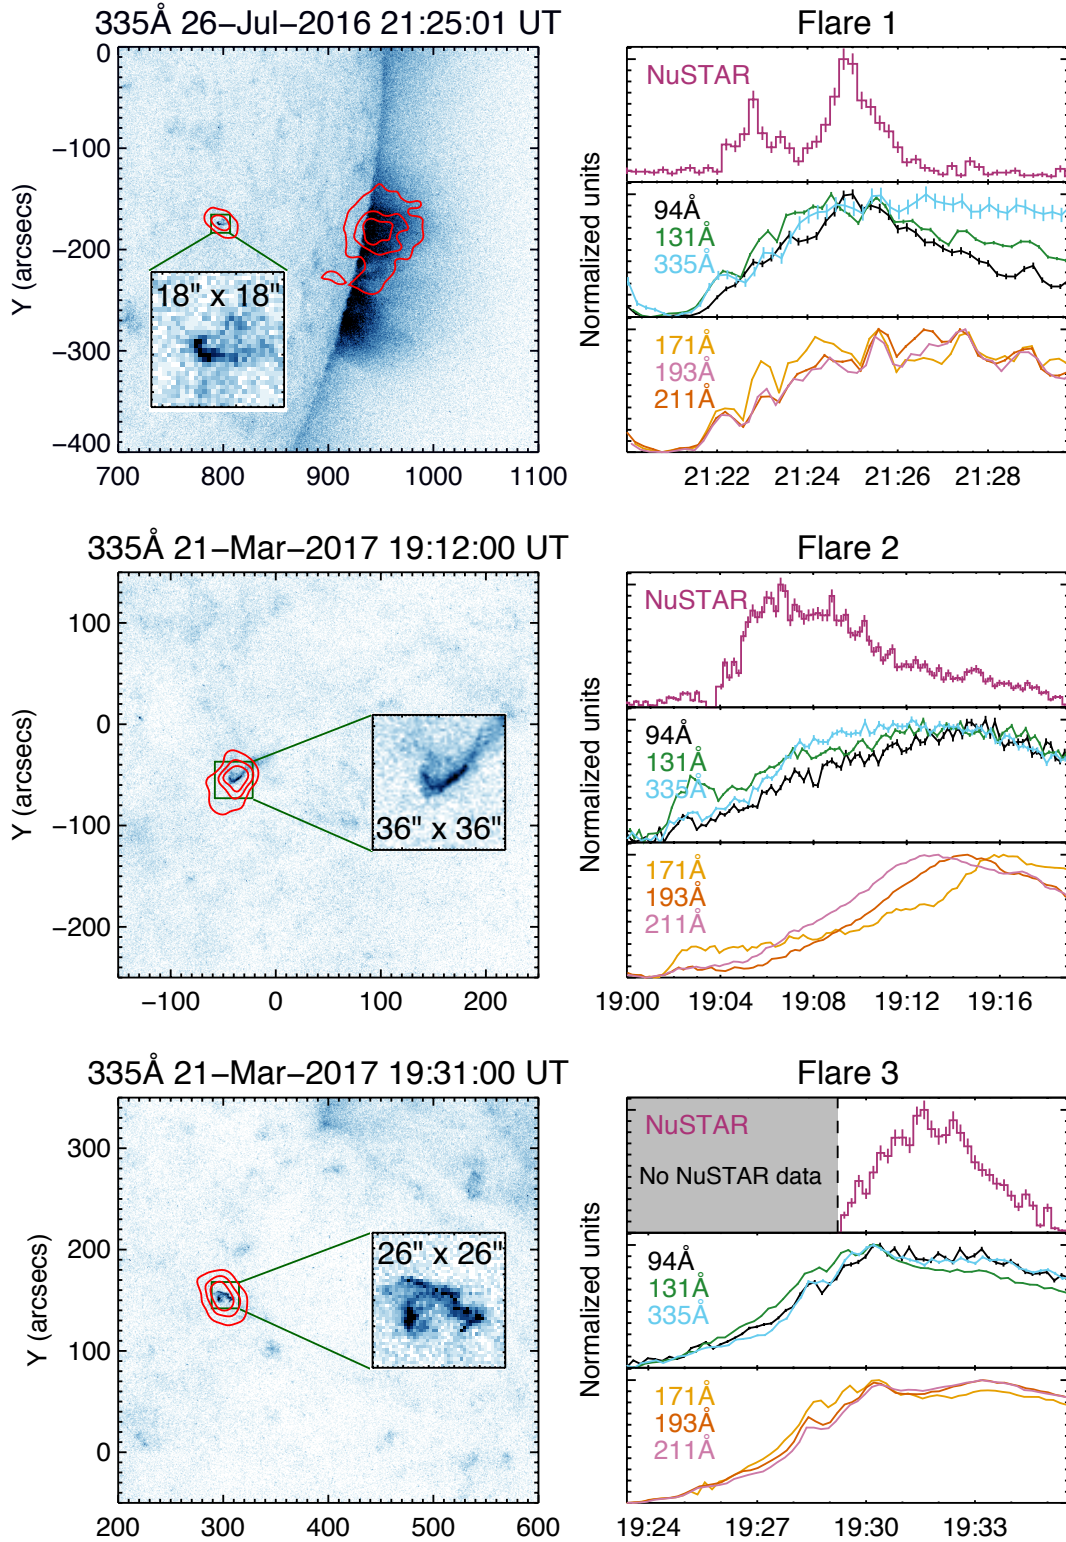 335Å 26-Jul-2016 21:25:01 UT
Flare 1
0
-100
-200
-300
-400
Y (arcsecs)
18" x 18"
700 800 900 1000 1100
NuSTAR
Normalized units
94Å
131Å
335Å
171Å
193Å
211Å
21:22 21:24 21:26 21:28
335Å 21-Mar-2017 19:12:00 UT
Flare 2
100
0
-100
-200
Y (arcsecs)
36" x 36"
-100 0 100 200
NuSTAR
Normalized units
94Å
131Å
335Å
171Å
193Å
211Å
19:00 19:04 19:08 19:12 19:16
335Å 21-Mar-2017 19:31:00 UT
Flare 3
300
200
100
0
Y (arcsecs)
26" x 26"
200 300 400 500 600
NuSTAR
No NuSTAR data
Normalized units
94Å
131Å
335Å
171Å
193Å
211Å
19:24 19:27 19:30 19:33